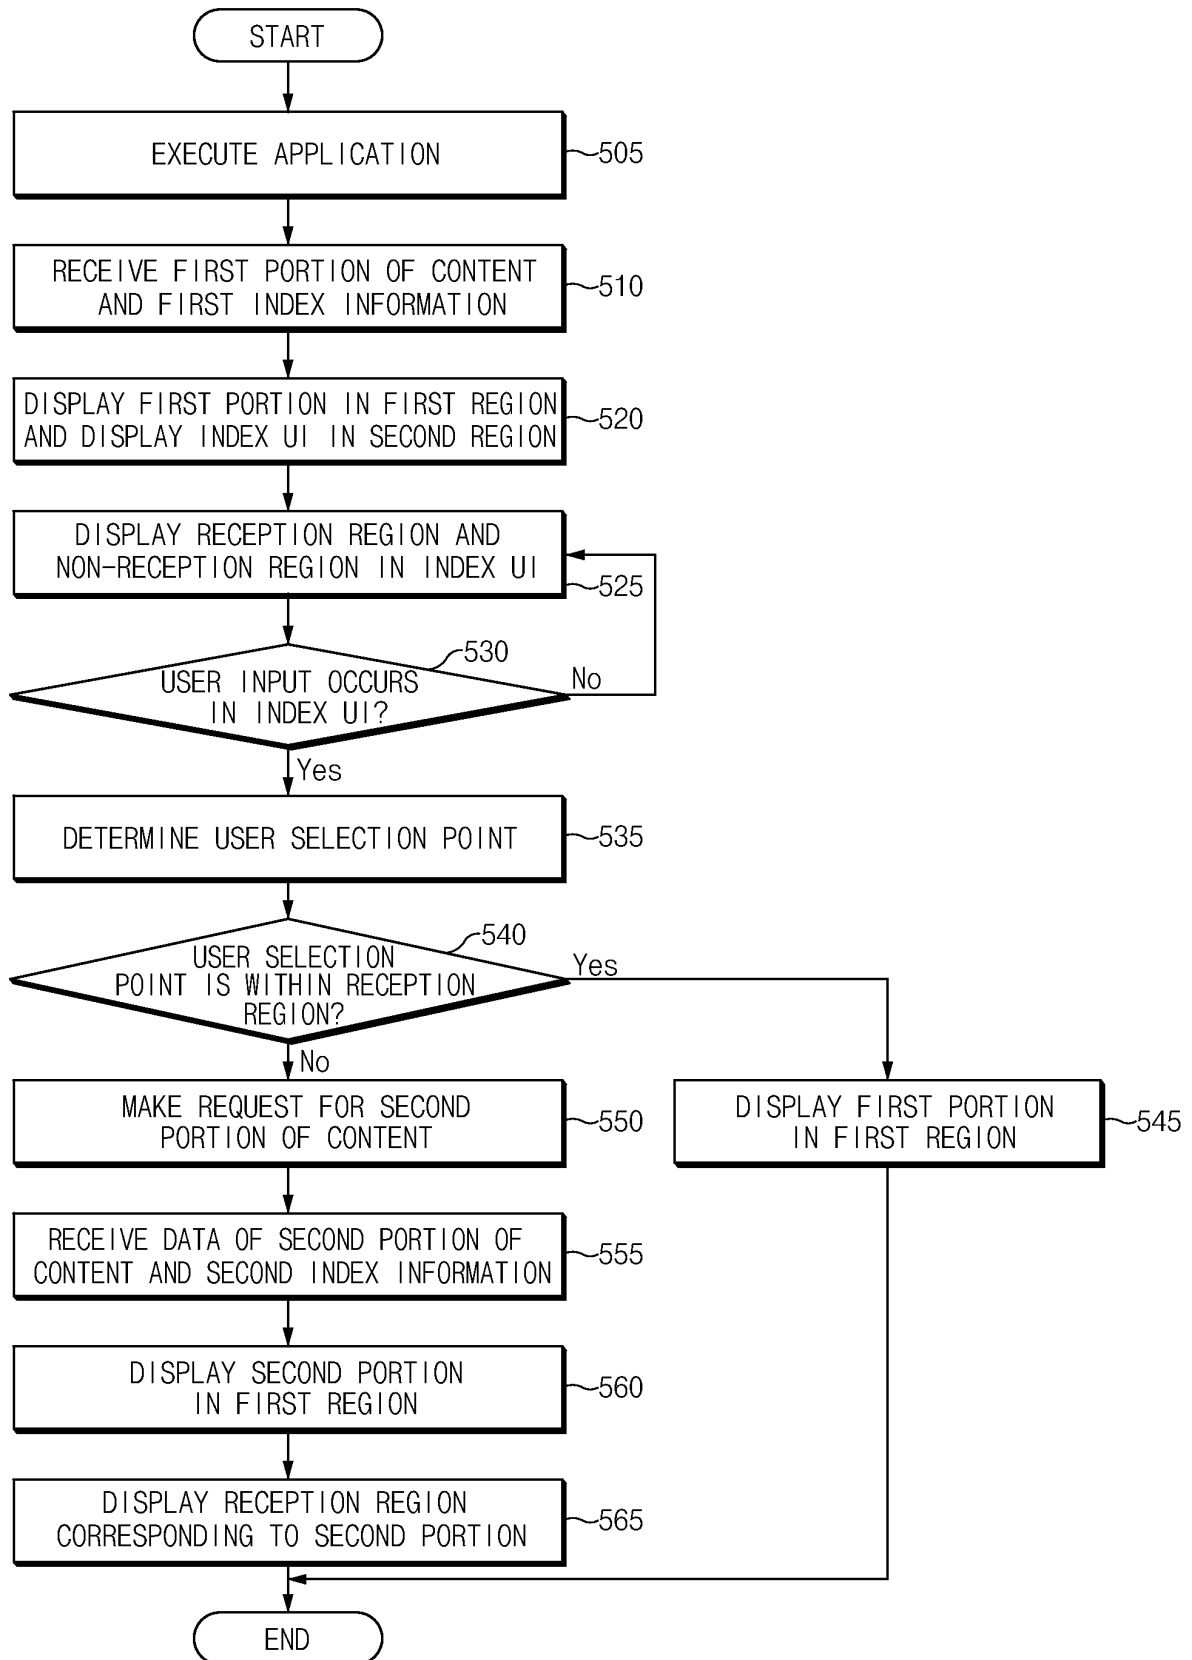 START
EXECUTE APPLICATION
505
RECEIVE FIRST PORTION OF CONTENT
AND FIRST INDEX INFORMATION
510
DISPLAY FIRST PORTION IN FIRST REGION
AND DISPLAY INDEX UI IN SECOND REGION
520
DISPLAY RECEPTION REGION AND
NON-RECEPTION REGION IN INDEX UI
525
530
USER INPUT OCCURS
IN INDEX UI?
No
Yes
DETERMINE USER SELECTION POINT
535
540
USER SELECTION
POINT IS WITHIN RECEPTION
REGION?
Yes
No
MAKE REQUEST FOR SECOND
PORTION OF CONTENT
550
DISPLAY FIRST PORTION
IN FIRST REGION
545
RECEIVE DATA OF SECOND PORTION OF
CONTENT AND SECOND INDEX INFORMATION
555
DISPLAY SECOND PORTION
IN FIRST REGION
560
DISPLAY RECEPTION REGION
CORRESPONDING TO SECOND PORTION
565
END